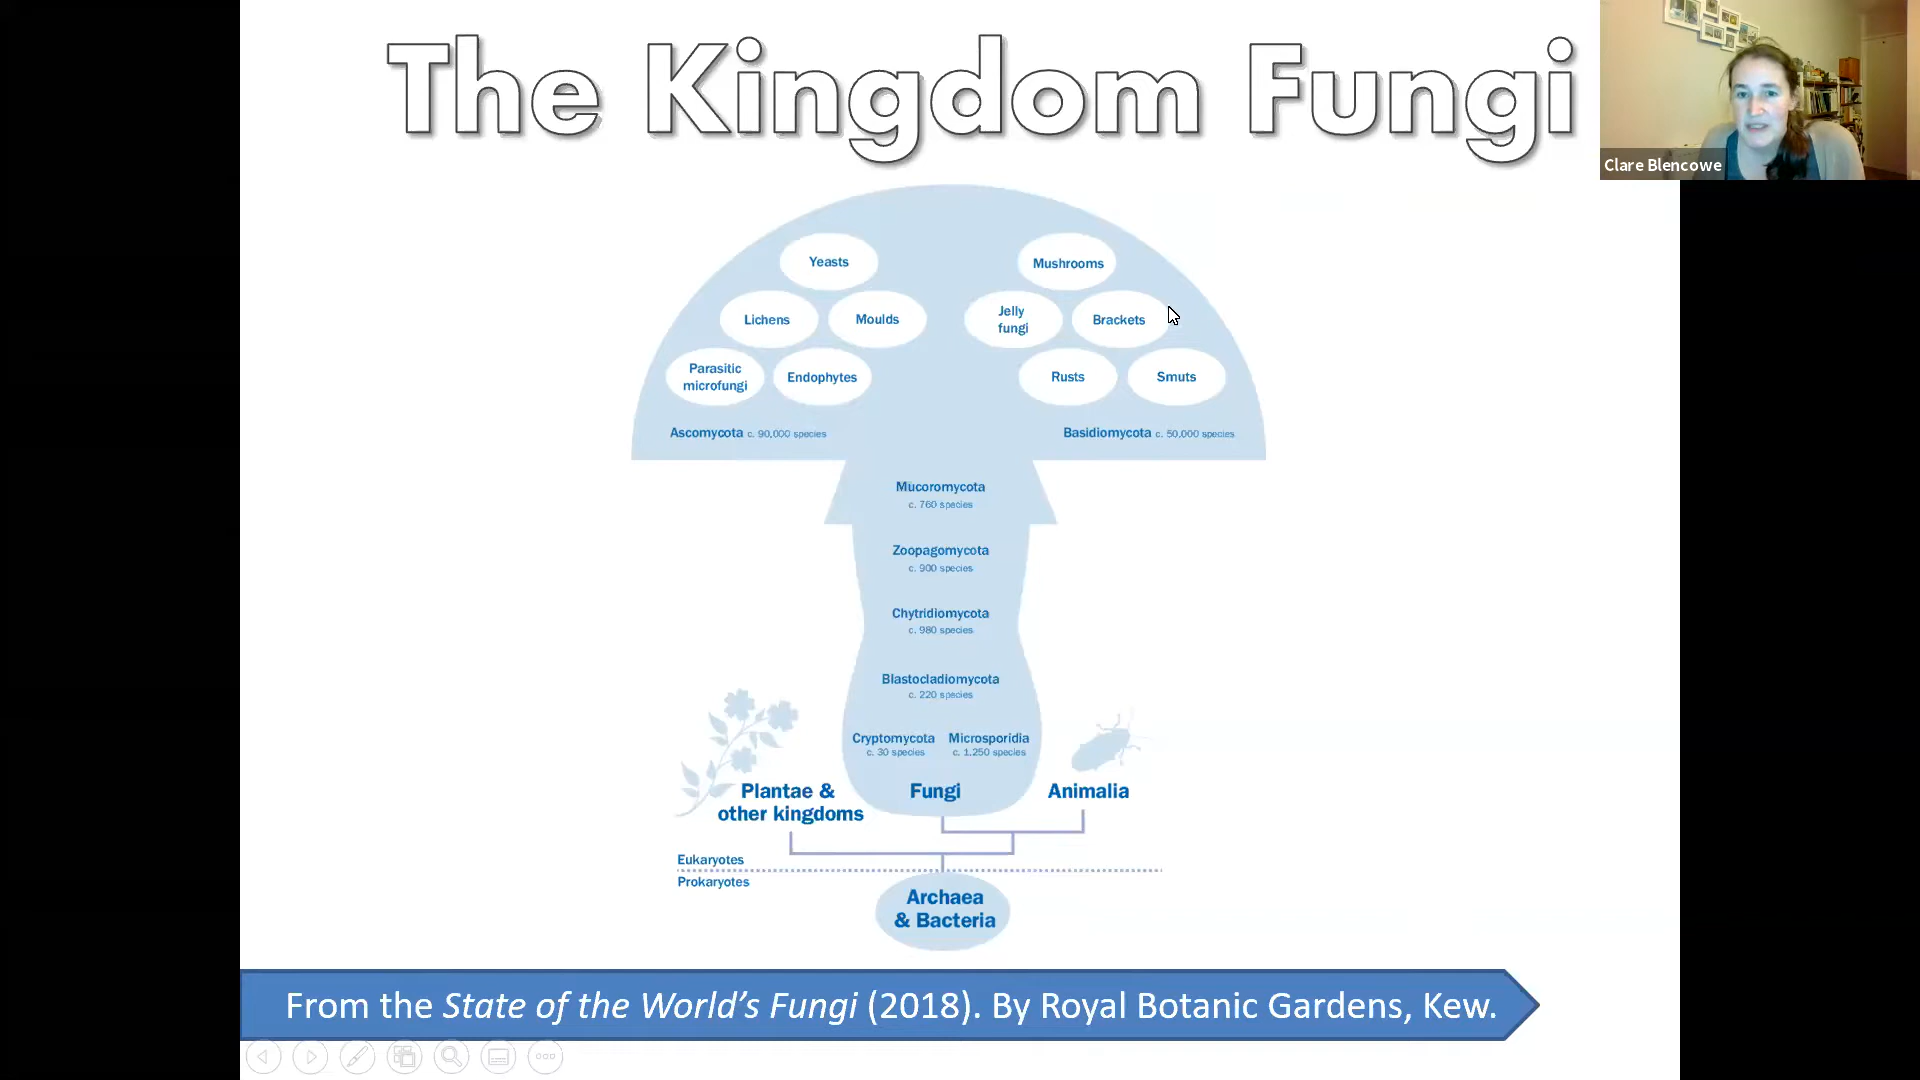 The Kingdom Fungi
Clare Blencowe
Yeasts
Mushrooms
Lichens
Moulds
Jelly
fungi
Brackets
Parasitic
microfungi
Endophytes
Rusts
Smuts
Ascomycota c. 90,000 species
Basidiomycota c. 50,000 species
Mucoromycota
c. 760 species
Zoopagomycota
c. 900 species
Chytridiomycota
c. 980 species
Blastocladiomycota
c. 220 species
Cryptomycota
c. 30 species
Microsporidia
c. 1,250 species
Plantae &
other kingdoms
Fungi
Animalia
Eukaryotes
Prokaryotes
Archaea
& Bacteria
From the State of the World’s Fungi (2018). By Royal Botanic Gardens, Kew.